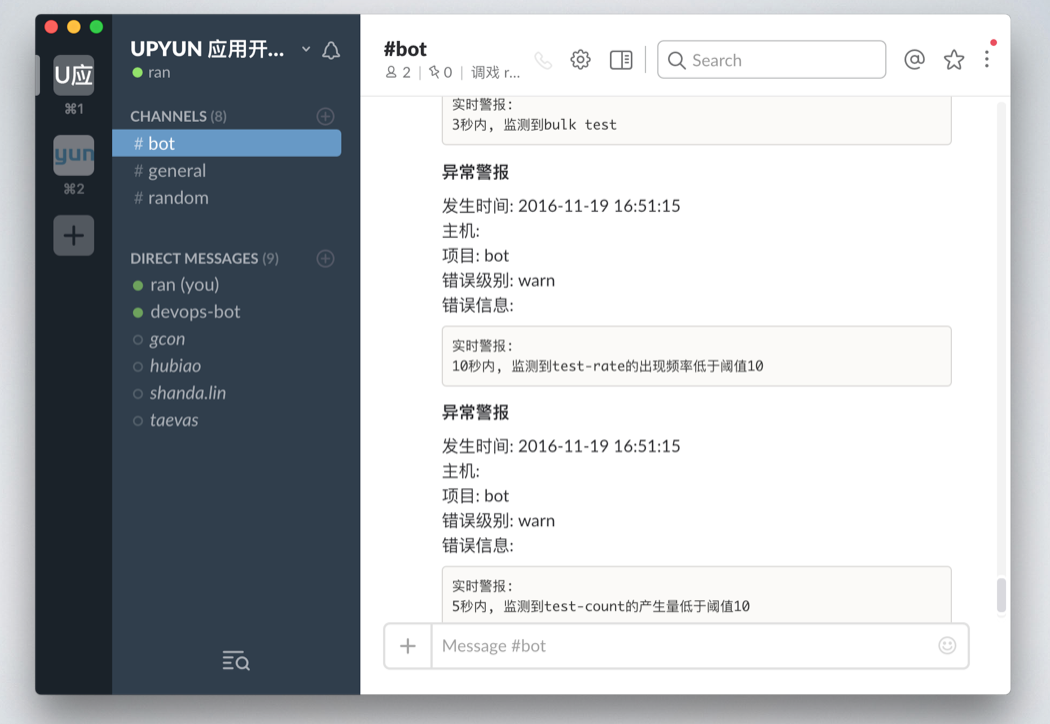 U应
⌘1
yun
⌘2
UPYUN 应用开...
ran
CHANNELS (8)
# bot
# general
# random
DIRECT MESSAGES (9)
ran (you)
devops-bot
gcon
hubiao
shanda.lin
taevas
#bot
2 | 0 | 调戏 r...
Search
实时警报:
3秒内, 监测到bulk test
异常警报
发生时间: 2016-11-19 16:51:15
主机:
项目: bot
错误级别: warn
错误信息:
实时警报:
10秒内, 监测到test-rate的出现频率低于阈值10
异常警报
发生时间: 2016-11-19 16:51:15
主机:
项目: bot
错误级别: warn
错误信息:
实时警报:
5秒内, 监测到test-count的产生量低于阈值10
Message #bot